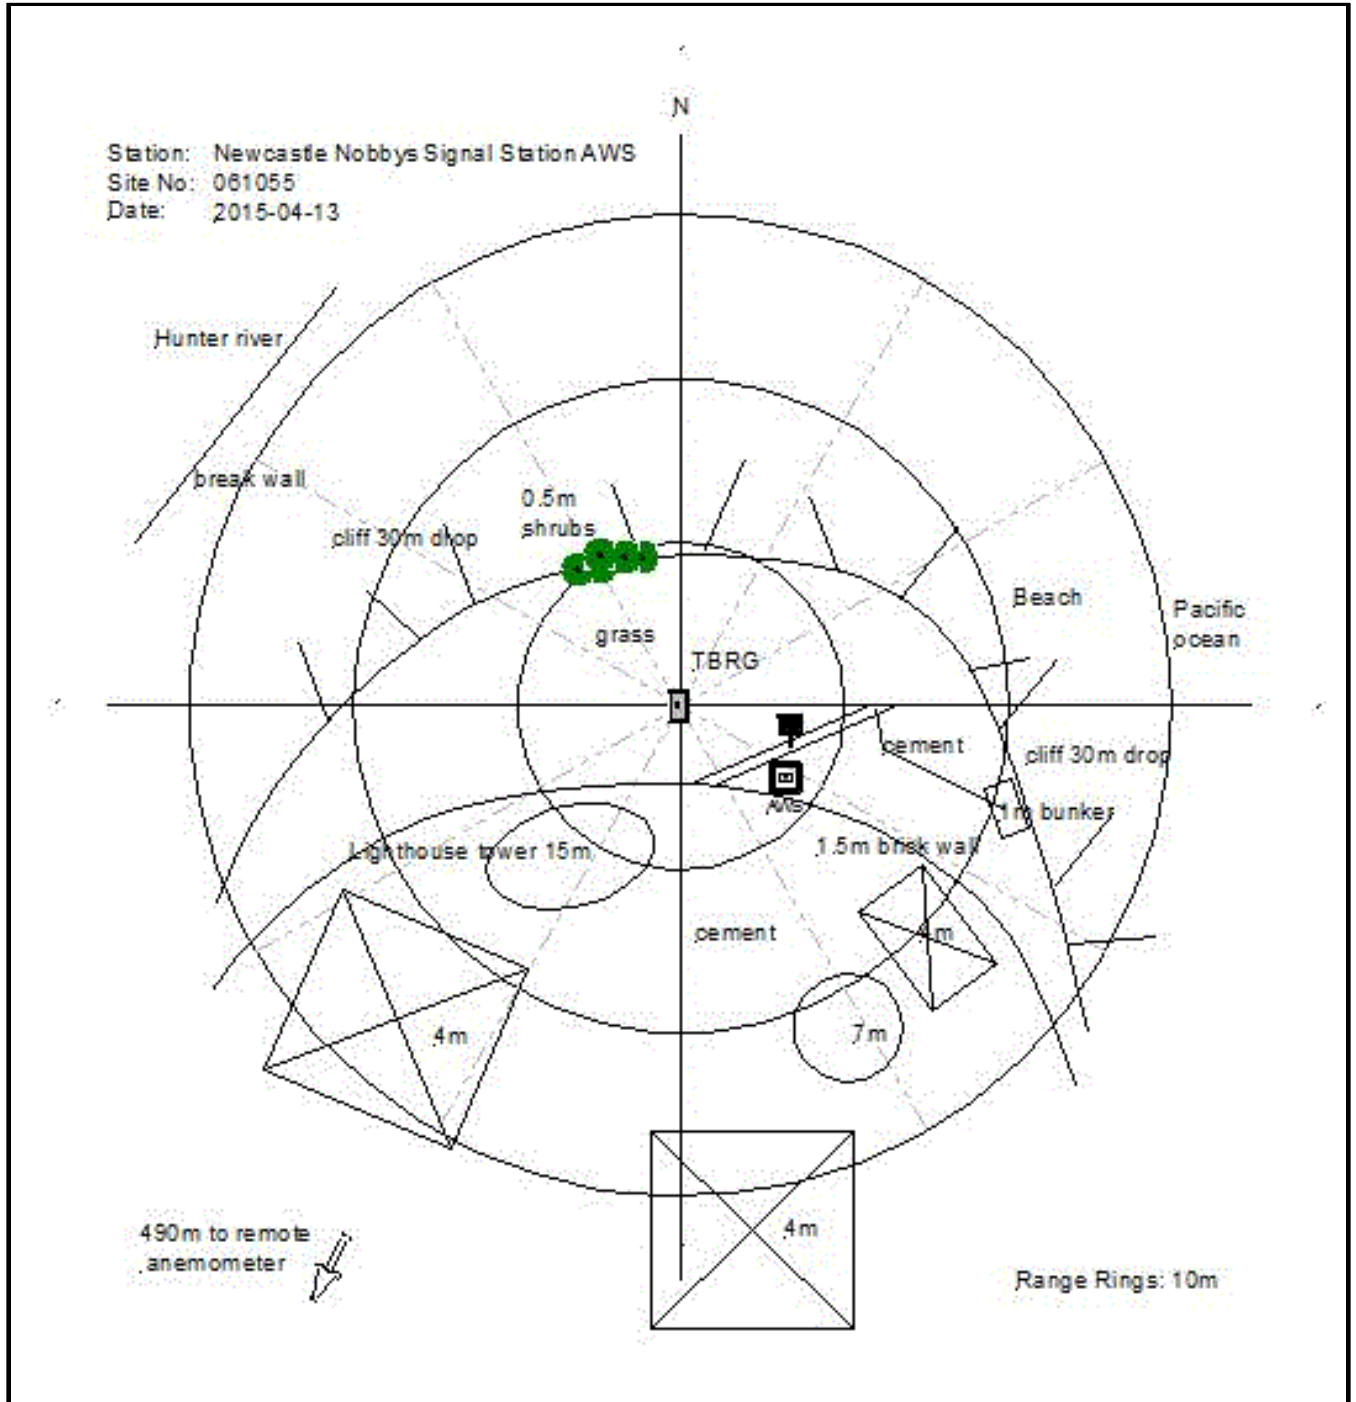 N
Station: Newcastle Nobbys Signal Station AWS
Site No: 061055
Date: 2015-04-13
Hunter river
break wall
0.5m
shrubs
cliff 30m drop
Beach
Pacific
ocean
grass
TBRG
cement
cliff 30m drop
AWS
1m bunker
Lighthouse tower 15m
1.5m brick wall
cement
4m
4m
7m
4m
490m to remote
anemometer
Range Rings: 10m